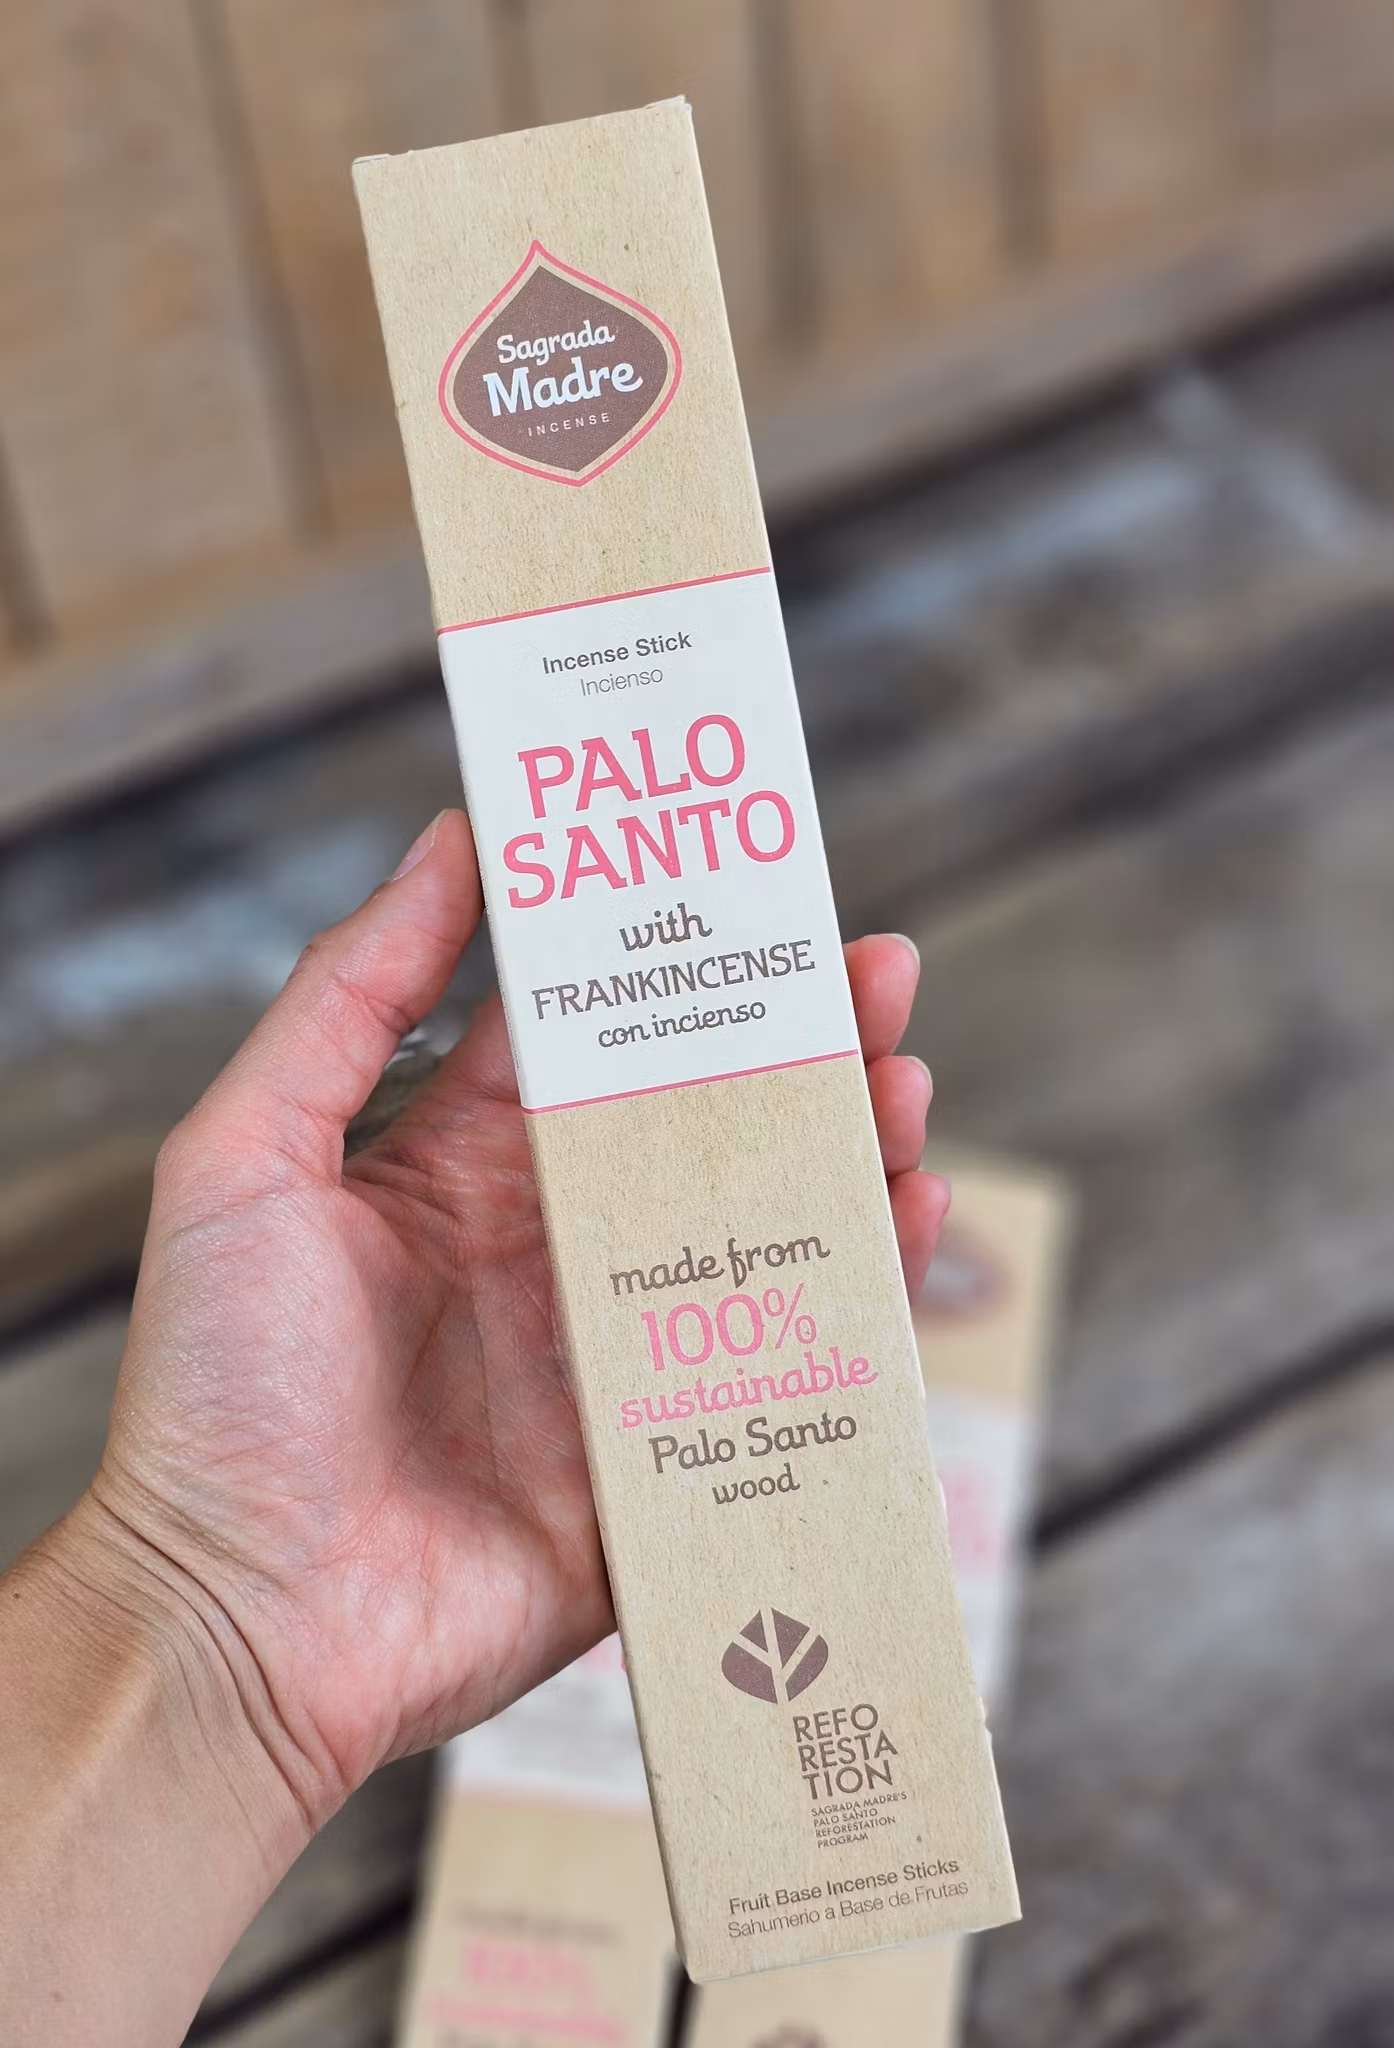 Sagrada
Madre
INCENSE
Incense Stick
Incienso
PALO
SANTO
with
FRANKINCENSE
con incienso
made from
100%
sustainable
Palo Santo
wood
REFO
RESTA
TION
SAGRADA MADRE'S
PALO SANTO
REFORESTATION
PROGRAM
Fruit Base Incense Sticks
Sahumerio a Base de Frutas